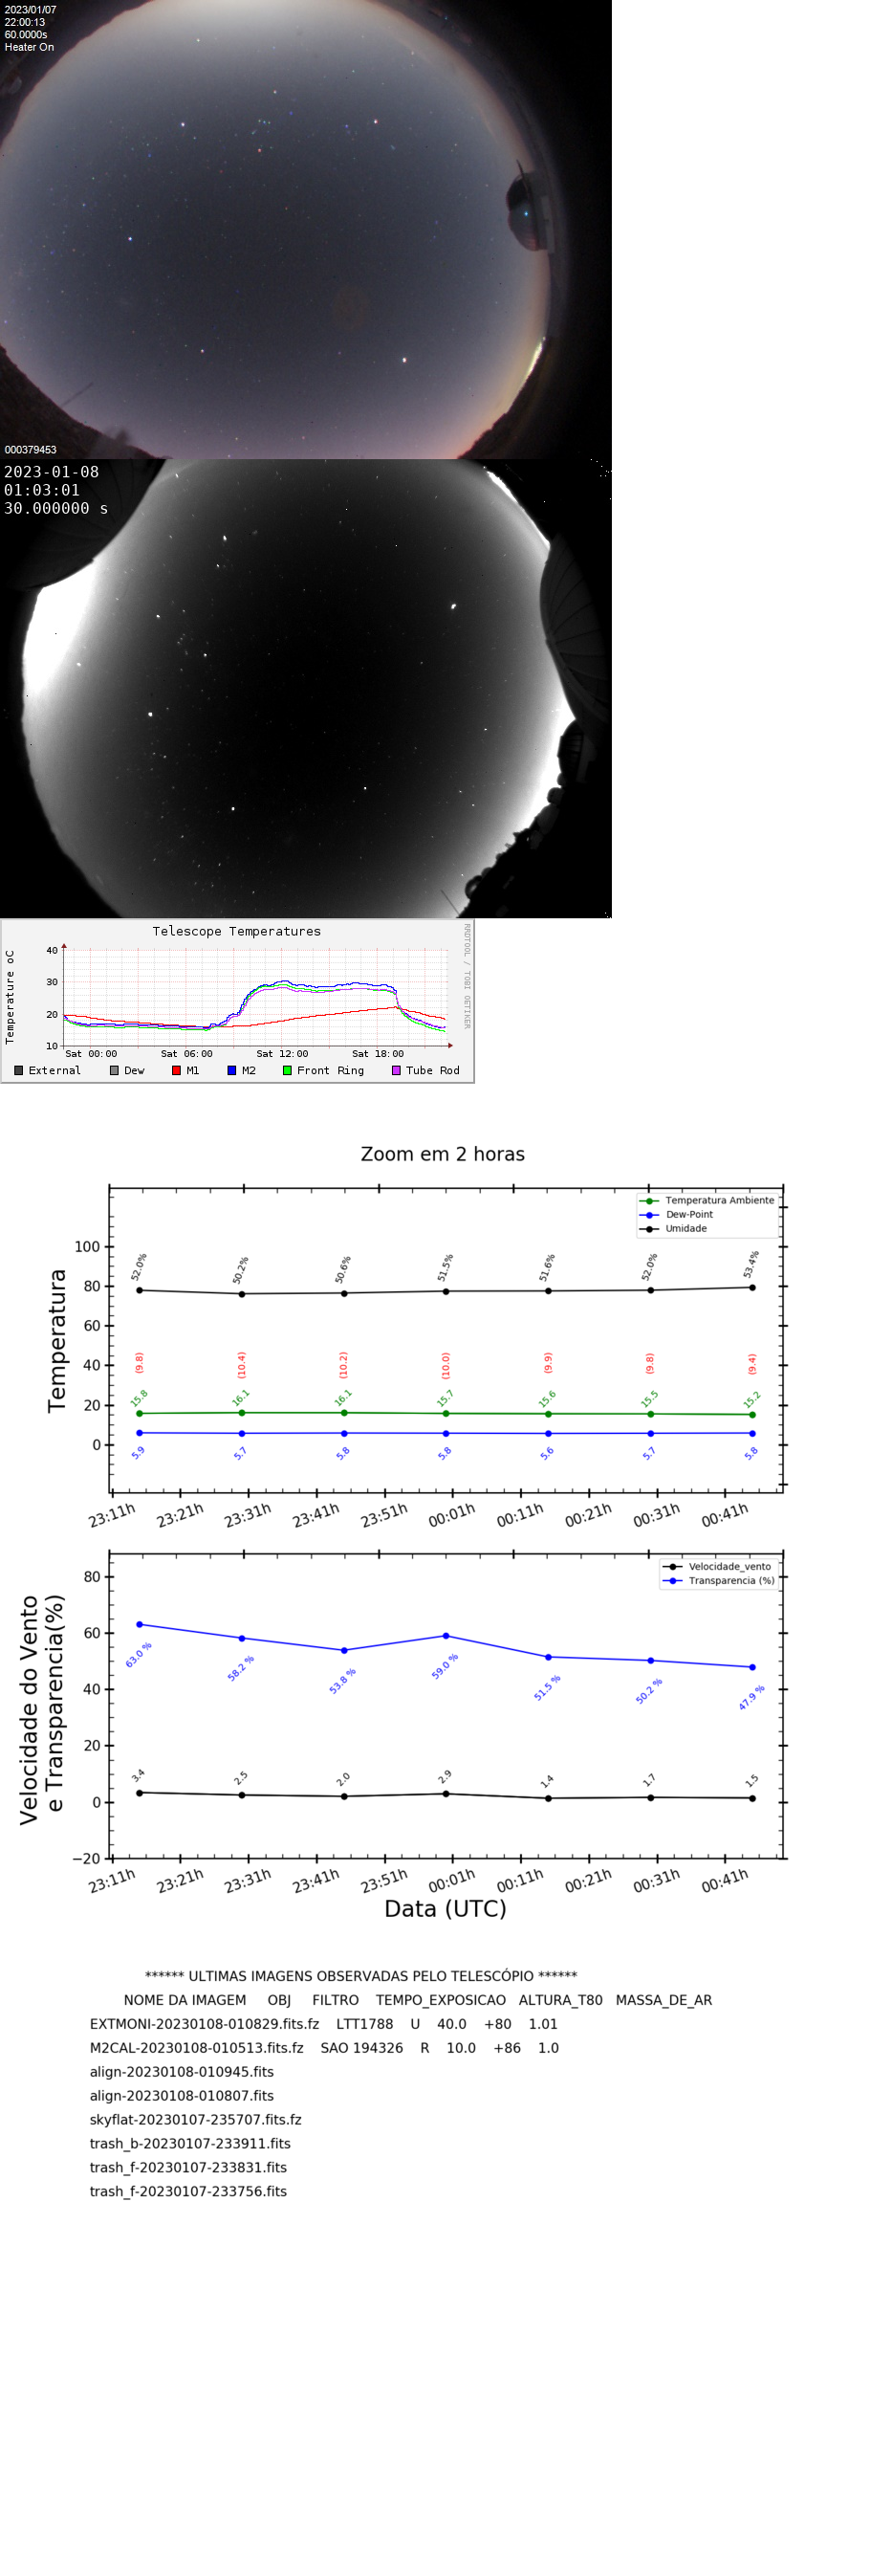 2023/01/07
22:00:13
60.0000s
Heater On
000379453
2023-01-08
01:03:01
30.000000 s
Telescope Temperatures
RRDTOOL / TOBI OETIKER
Temperature oC
40
30
20
10
Sat 00:00 Sat 06:00 Sat 12:00 Sat 18:00
External Dew M1 M2 Front Ring Tube Rod
Zoom em 2 horas
Temperatura Ambiente
Dew-Point
Umidade
Temperatura
100
80
60
40
20
0
52.0% 50.2% 50.6% 51.5% 51.6% 52.0% 53.4%
(9.8) (10.4) (10.2) (10.0) (9.9) (9.8) (9.4)
15.8 16.1 16.1 15.7 15.6 15.5 15.2
5.9 5.7 5.8 5.8 5.6 5.7 5.8
23:11h 23:21h 23:31h 23:41h 23:51h 00:01h 00:11h 00:21h 00:31h 00:41h
Velocidade_vento
Transparencia (%)
Velocidade do Vento
e Transparencia(%)
80
60
40
20
0
−20
63.0 % 58.2 % 53.8 % 59.0 % 51.5 % 50.2 % 47.9 %
3.4 2.5 2.0 2.9 1.4 1.7 1.5
23:11h 23:21h 23:31h 23:41h 23:51h 00:01h 00:11h 00:21h 00:31h 00:41h
Data (UTC)
****** ULTIMAS IMAGENS OBSERVADAS PELO TELESCÓPIO ******
NOME DA IMAGEM OBJ FILTRO TEMPO_EXPOSICAO ALTURA_T80 MASSA_DE_AR
EXTMONI-20230108-010829.fits.fz LTT1788 U 40.0 +80 1.01
M2CAL-20230108-010513.fits.fz SAO 194326 R 10.0 +86 1.0
align-20230108-010945.fits
align-20230108-010807.fits
skyflat-20230107-235707.fits.fz
trash_b-20230107-233911.fits
trash_f-20230107-233831.fits
trash_f-20230107-233756.fits